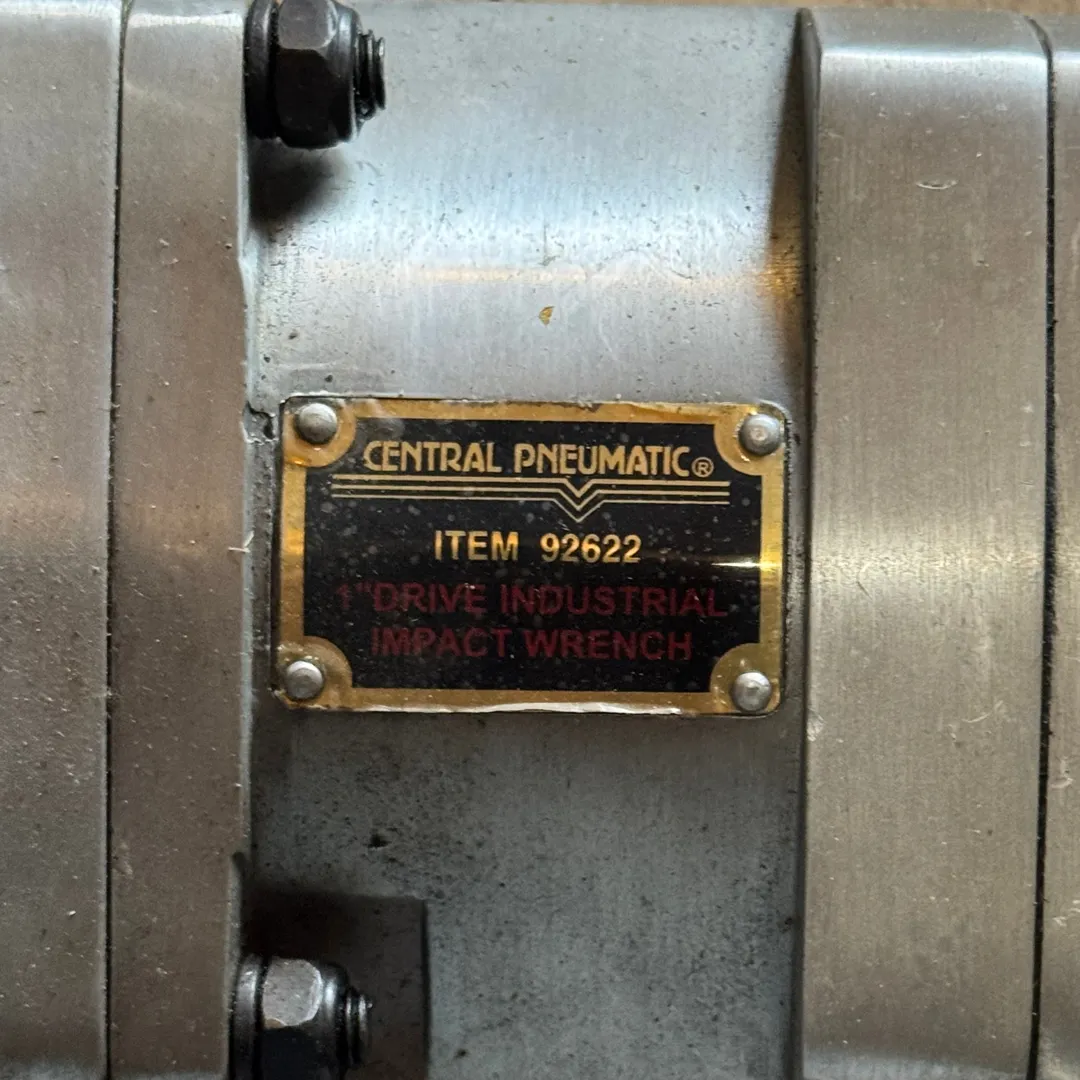 CENTRAL PNEUMATIC®
ITEM 92622
1"DRIVE INDUSTRIAL
IMPACT WRENCH